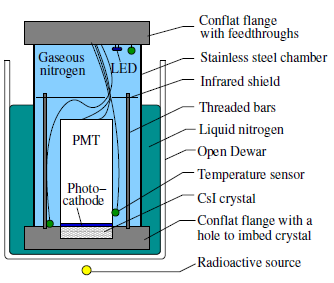 Conflat flange
with feedthroughs
Gaseous
nitrogen
LED
Stainless steel chamber
Infrared shield
Threaded bars
Liquid nitrogen
PMT
Open Dewar
Temperature sensor
Photo-
cathode
CsI crystal
Conflat flange with a
hole to imbed crystal
Radioactive source